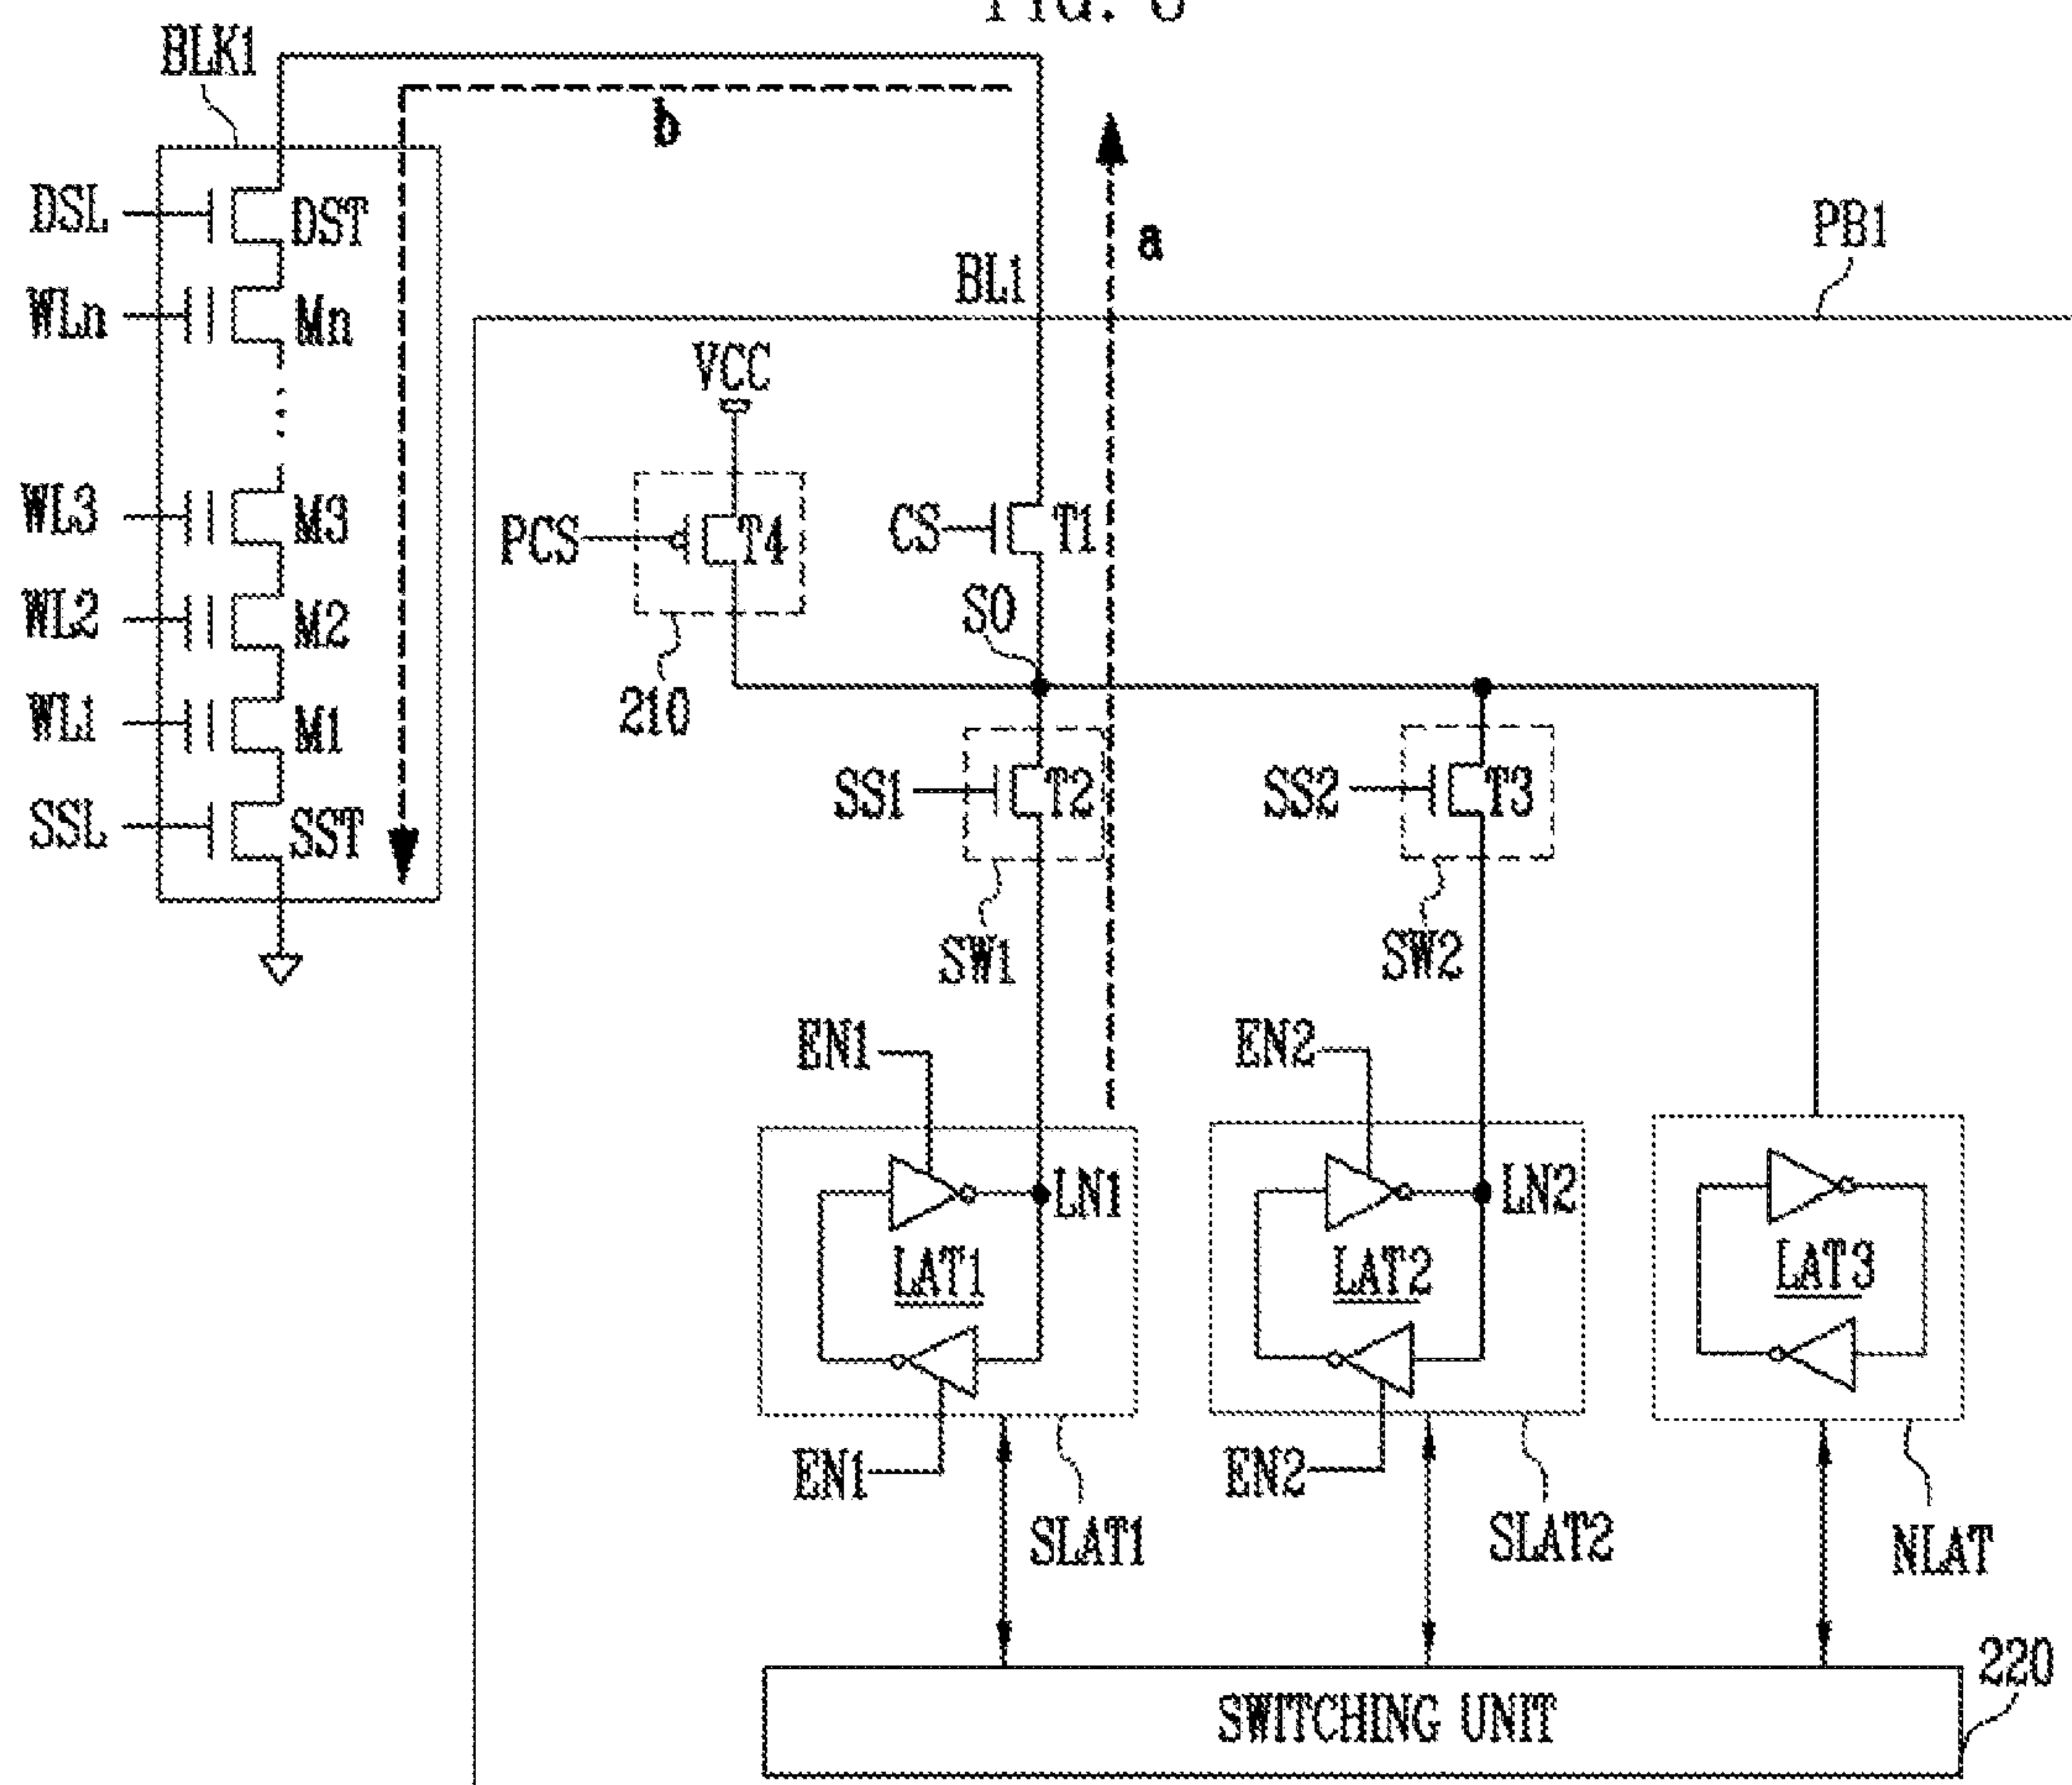 BLK1
b
DSL
DST
a
PB1
BL1
WLn
Mn
VCC
WL3
M3
PCS
T4
CS
T1
SO
WL2
M2
210
WL1
M1
SS1
T2
SS2
T3
SSL
SST
SW1
SW2
EN1
EN2
LN1
LN2
LAT1
LAT2
LAT3
EN1
EN2
SLAT1
SLAT2
NLAT
220
SWITCHING UNIT